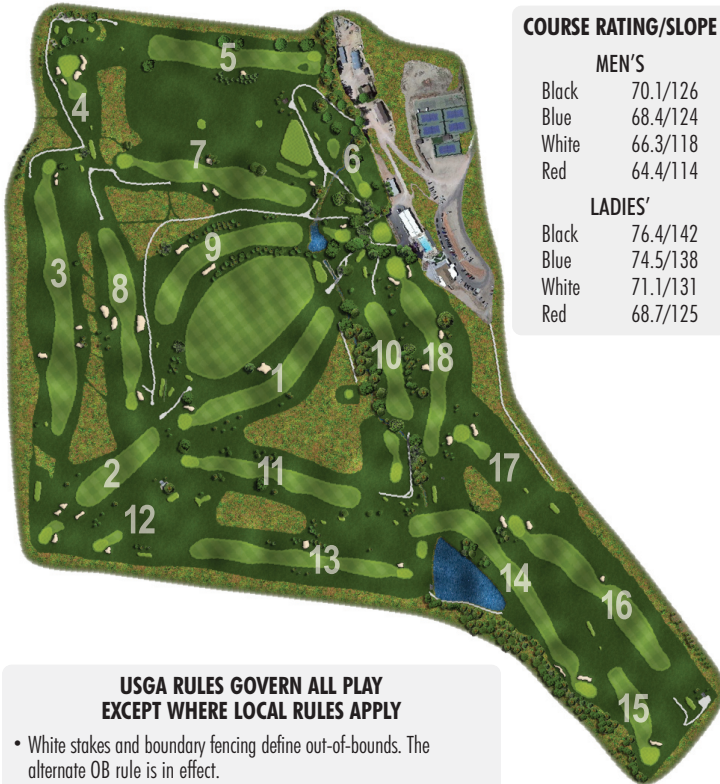 COURSE RATING/SLOPE
MEN'S
Black 70.1/126
Blue 68.4/124
White 66.3/118
Red 64.4/114
LADIES'
Black 76.4/142
Blue 74.5/138
White 71.1/131
Red 68.7/125
5
4
7
6
9
3
8
10
18
1
2
11
17
12
13
14
16
15
USGA RULES GOVERN ALL PLAY
EXCEPT WHERE LOCAL RULES APPLY
• White stakes and boundary fencing define out-of-bounds. The
alternate OB rule is in effect.